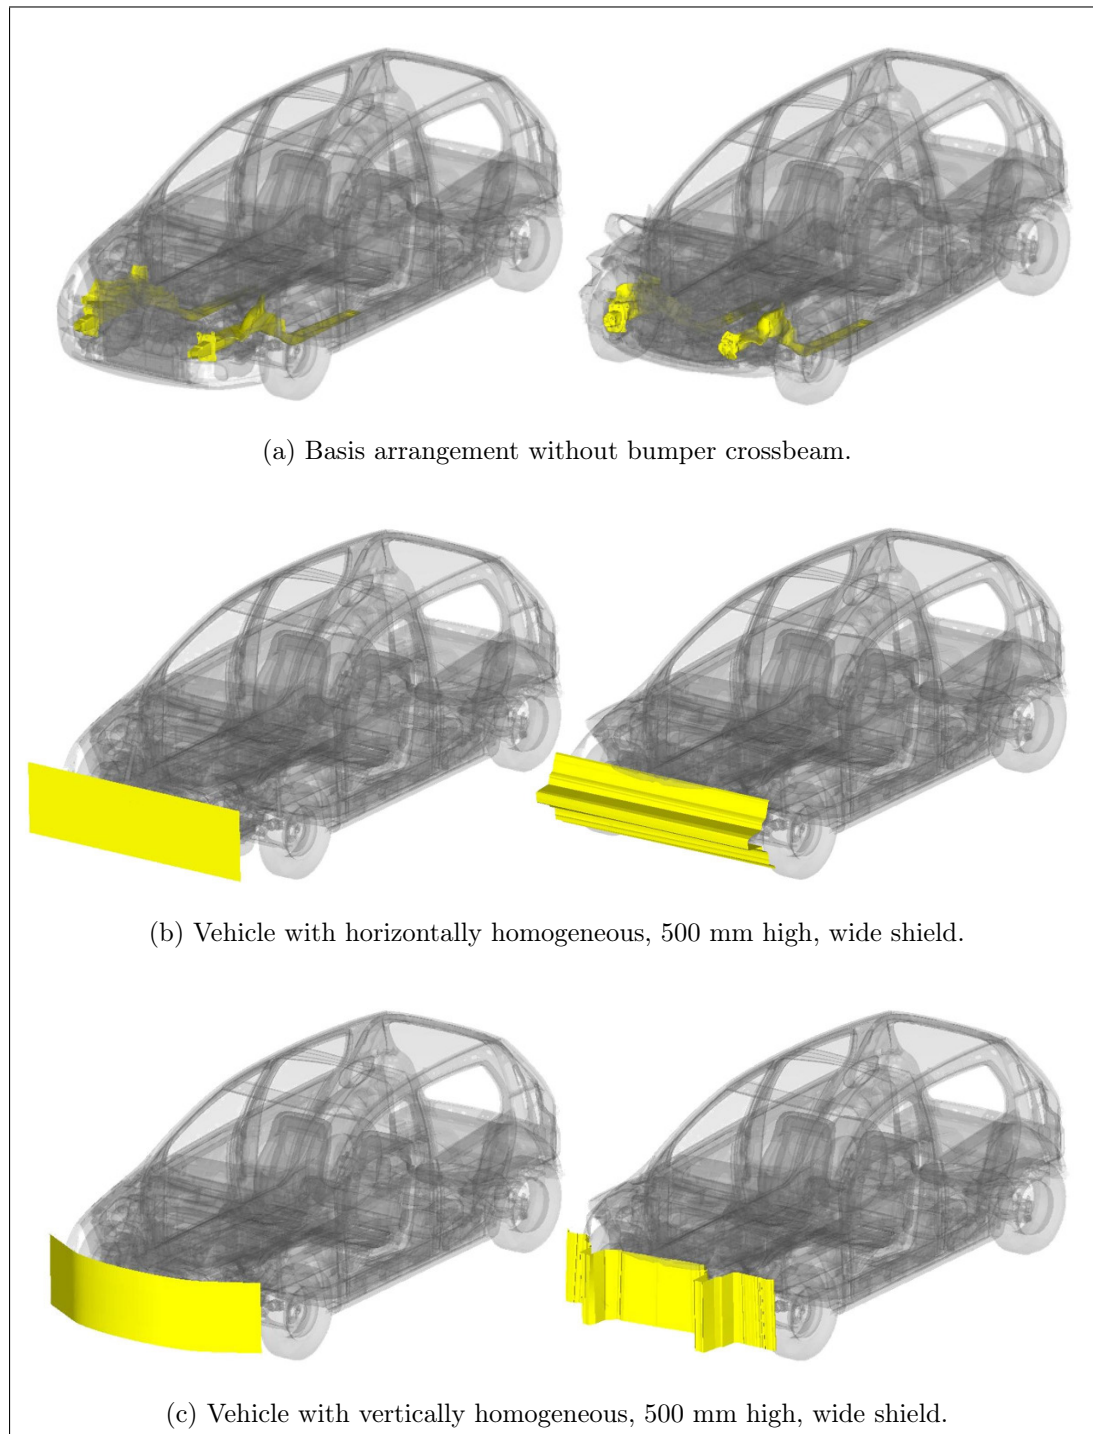 (a) Basis arrangement without bumper crossbeam.
(b) Vehicle with horizontally homogeneous, 500 mm high, wide shield.
(c) Vehicle with vertically homogeneous, 500 mm high, wide shield.